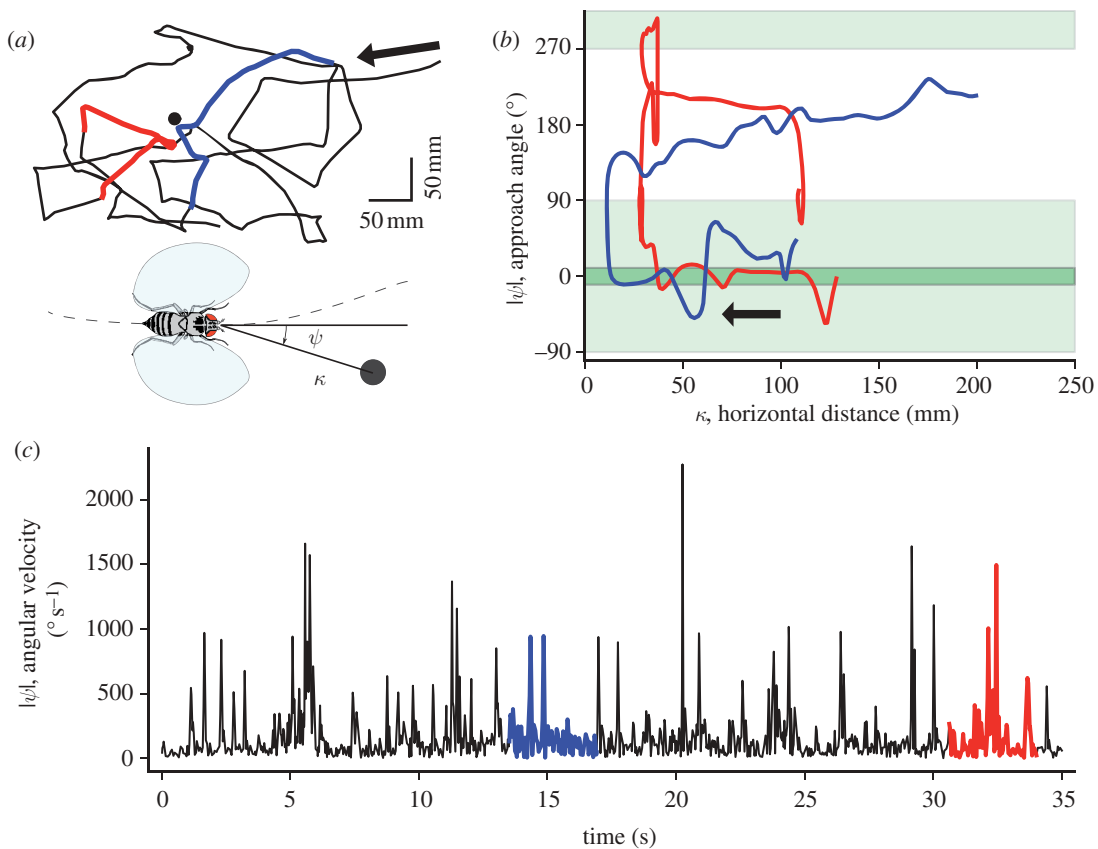 (a)
50 mm
50 mm
ψ
κ
(b)
|ψ|, approach angle (°)
270
180
90
0
–90
0
50
100
150
200
250
κ, horizontal distance (mm)
(c)
|ψ|, angular velocity
(° s–1)
2000
1500
1000
500
0
0
5
10
15
20
25
30
35
time (s)